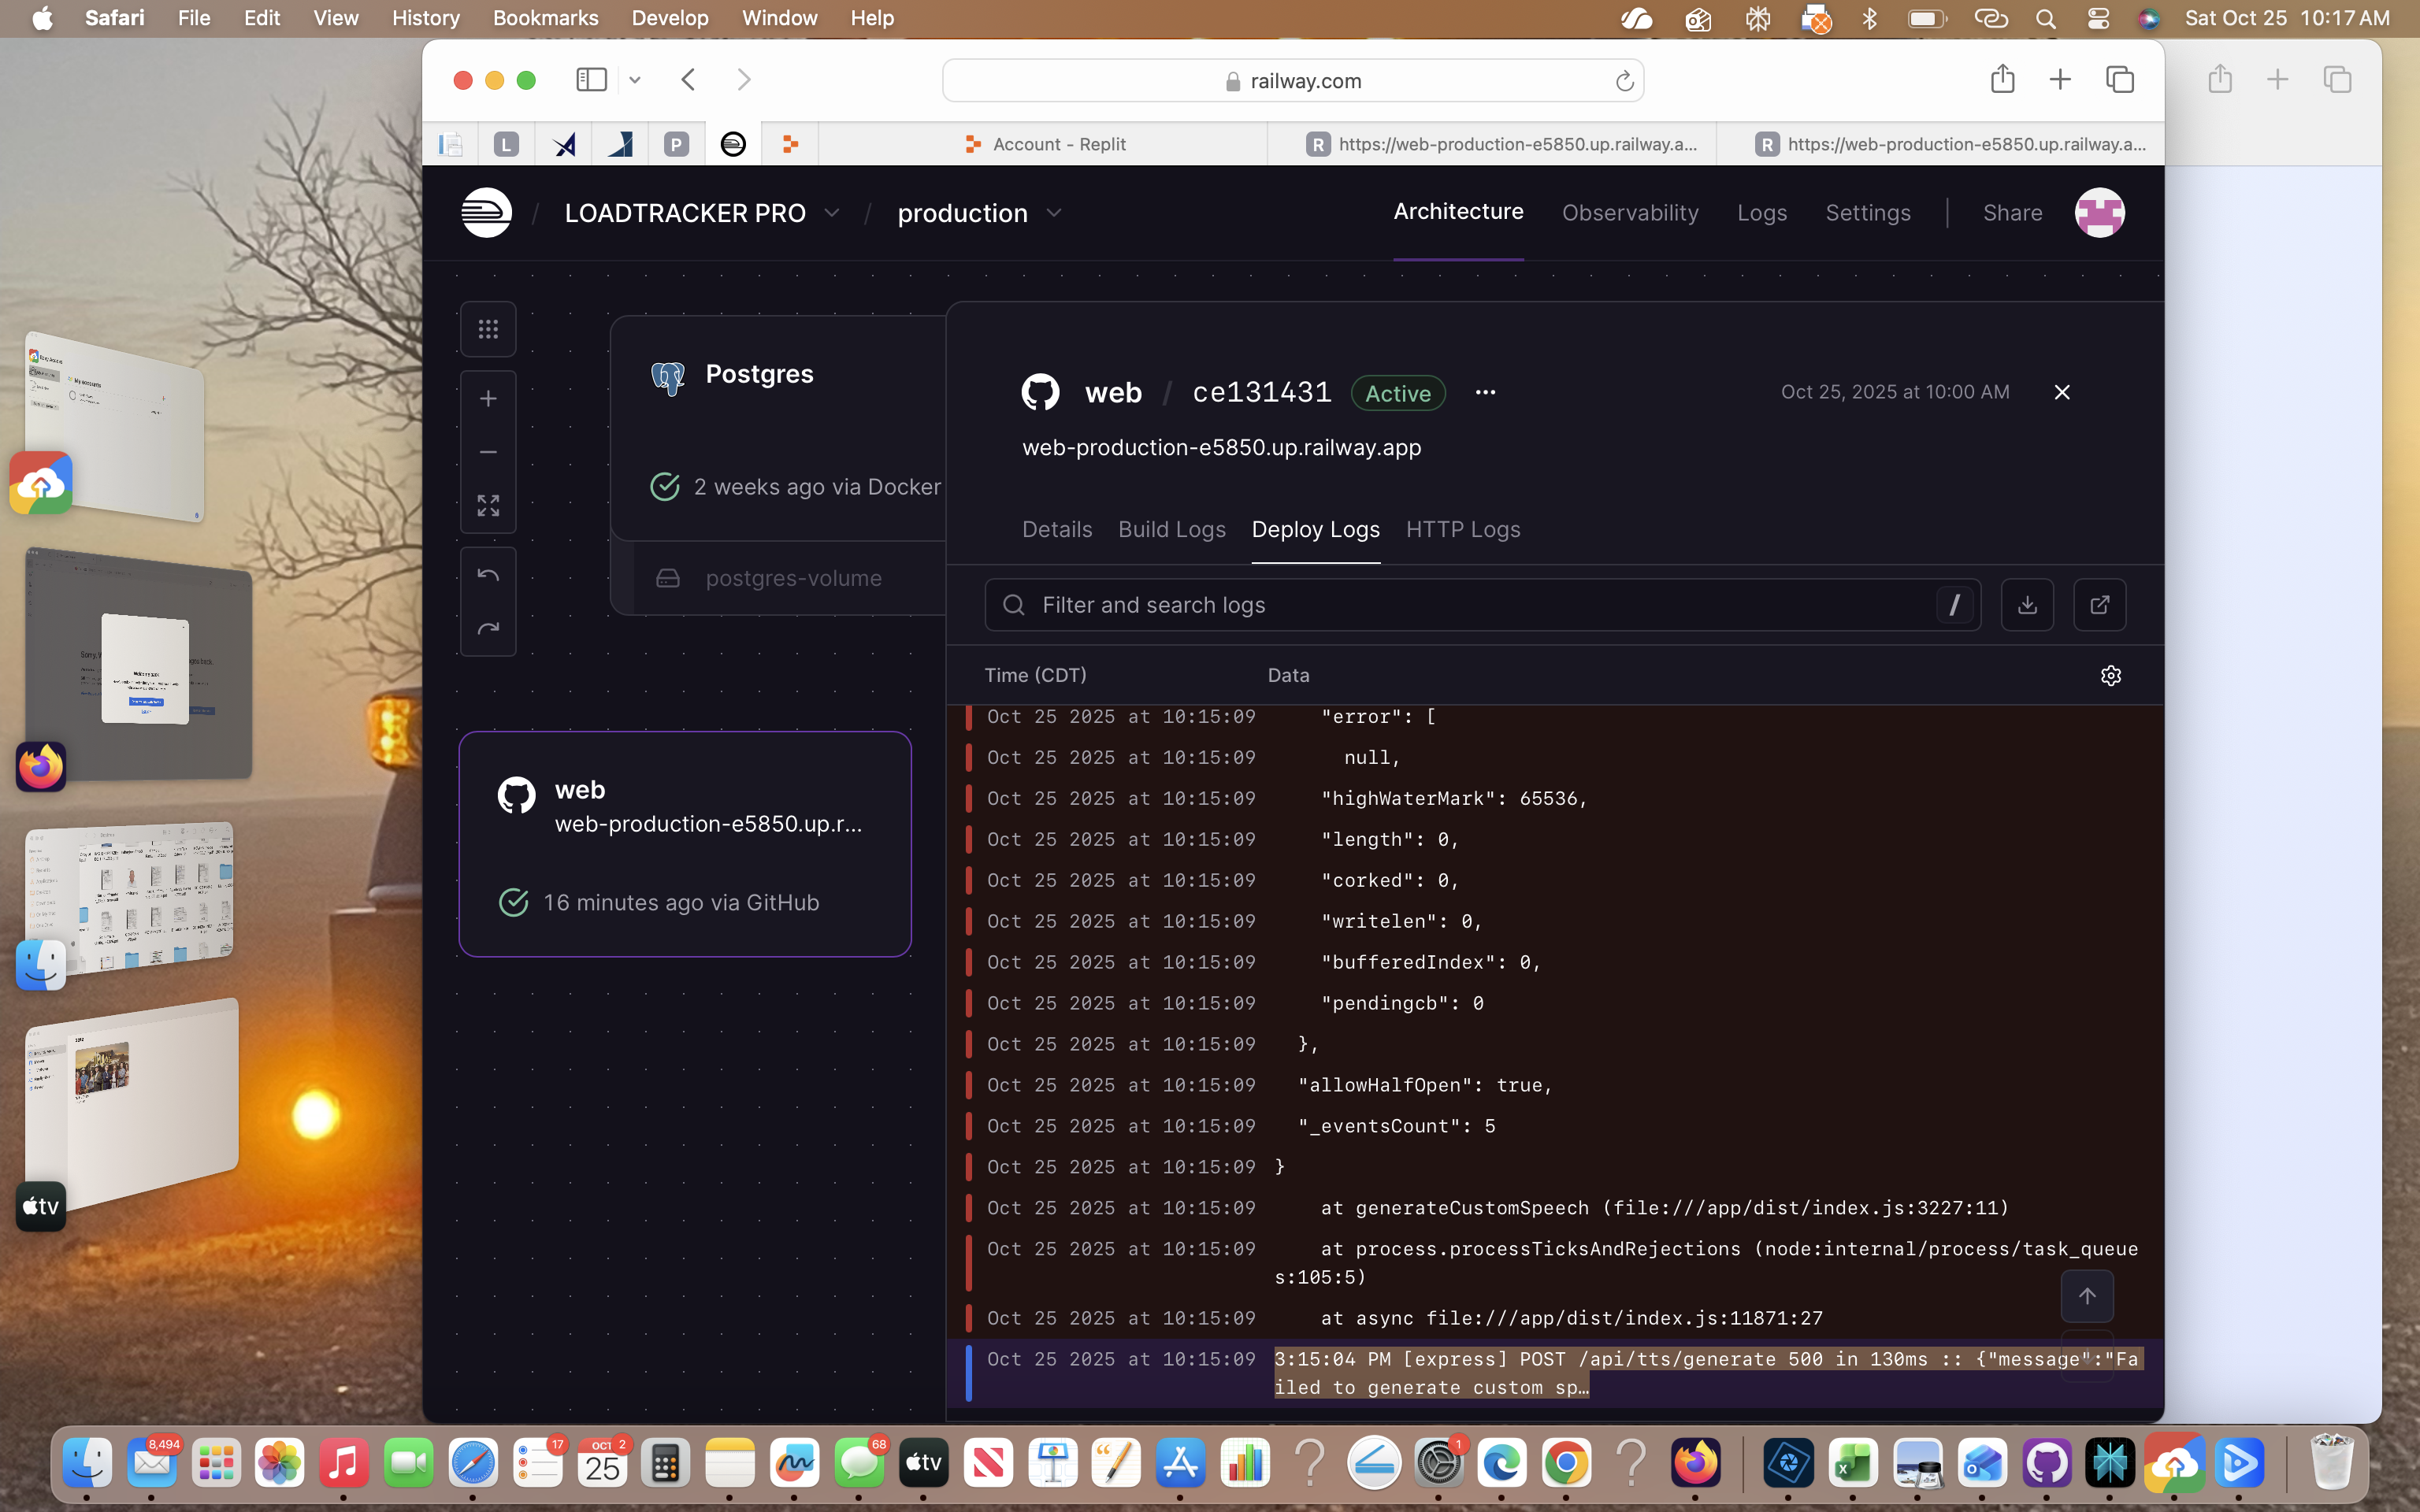 Safari File Edit View History Bookmarks Develop Window Help Sat Oct 25 10:17 AM
railway.com
L P Account - Replit R https://web-production-e5850.up.railway.a... R https://web-production-e5850.up.railway.a...
/ LOADTRACKER PRO / production Architecture Observability Logs Settings | Share
Postgres
2 weeks ago via Docker
postgres-volume
web
web-production-e5850.up.r...
16 minutes ago via GitHub
web / ce131431 Active ... Oct 25, 2025 at 10:00 AM
web-production-e5850.up.railway.app
Details Build Logs Deploy Logs HTTP Logs
Filter and search logs /
Time (CDT) Data
Oct 25 2025 at 10:15:09 "error": [
Oct 25 2025 at 10:15:09 null,
Oct 25 2025 at 10:15:09 "highWaterMark": 65536,
Oct 25 2025 at 10:15:09 "length": 0,
Oct 25 2025 at 10:15:09 "corked": 0,
Oct 25 2025 at 10:15:09 "writelen": 0,
Oct 25 2025 at 10:15:09 "bufferedIndex": 0,
Oct 25 2025 at 10:15:09 "pendingcb": 0
Oct 25 2025 at 10:15:09 },
Oct 25 2025 at 10:15:09 "allowHalfOpen": true,
Oct 25 2025 at 10:15:09 "_eventsCount": 5
Oct 25 2025 at 10:15:09 }
Oct 25 2025 at 10:15:09 at generateCustomSpeech (file:///app/dist/index.js:3227:11)
Oct 25 2025 at 10:15:09 at process.processTicksAndRejections (node:internal/process/task_queue
s:105:5)
Oct 25 2025 at 10:15:09 at async file:///app/dist/index.js:11871:27
Oct 25 2025 at 10:15:09 3:15:04 PM [express] POST /api/tts/generate 500 in 130ms :: {"message":"Fa
iled to generate custom sp…
tv
8,494 17 OCT 2 25 68 tv 1